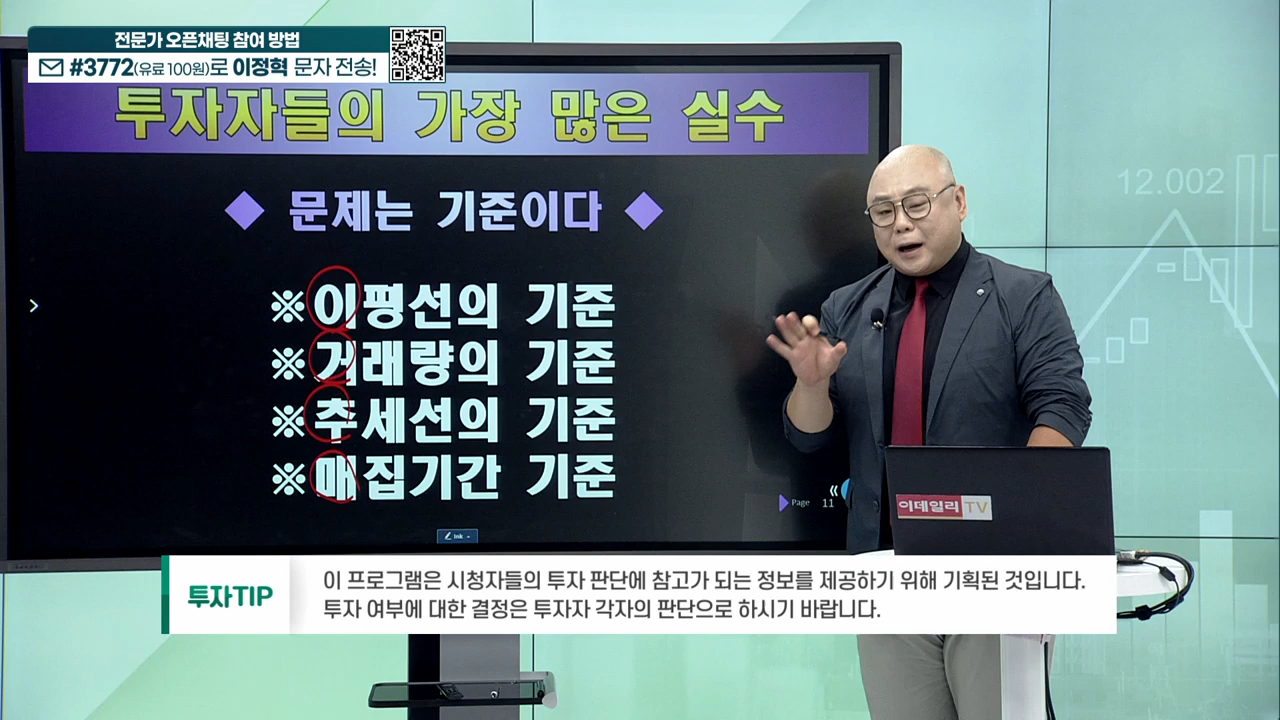 전문가 오픈채팅 참여 방법
#3772(유료 100원)로 이정혁 문자 전송!
투자자들의 가장 많은 실수
◆ 문제는 기준이다 ◆
※이평선의 기준
※거래량의 기준
※추세선의 기준
※매집기간 기준
Page 11
Ink
12.002
이데일리TV
투자TIP
이 프로그램은 시청자들의 투자 판단에 참고가 되는 정보를 제공하기 위해 기획된 것입니다.
투자 여부에 대한 결정은 투자자 각자의 판단으로 하시기 바랍니다.